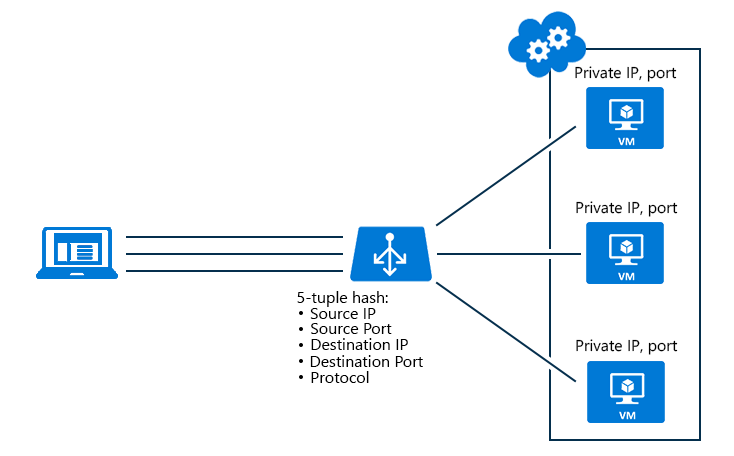 Private IP, port
VM
Private IP, port
VM
5-tuple hash:
• Source IP
• Source Port
• Destination IP
• Destination Port
• Protocol
Private IP, port
VM